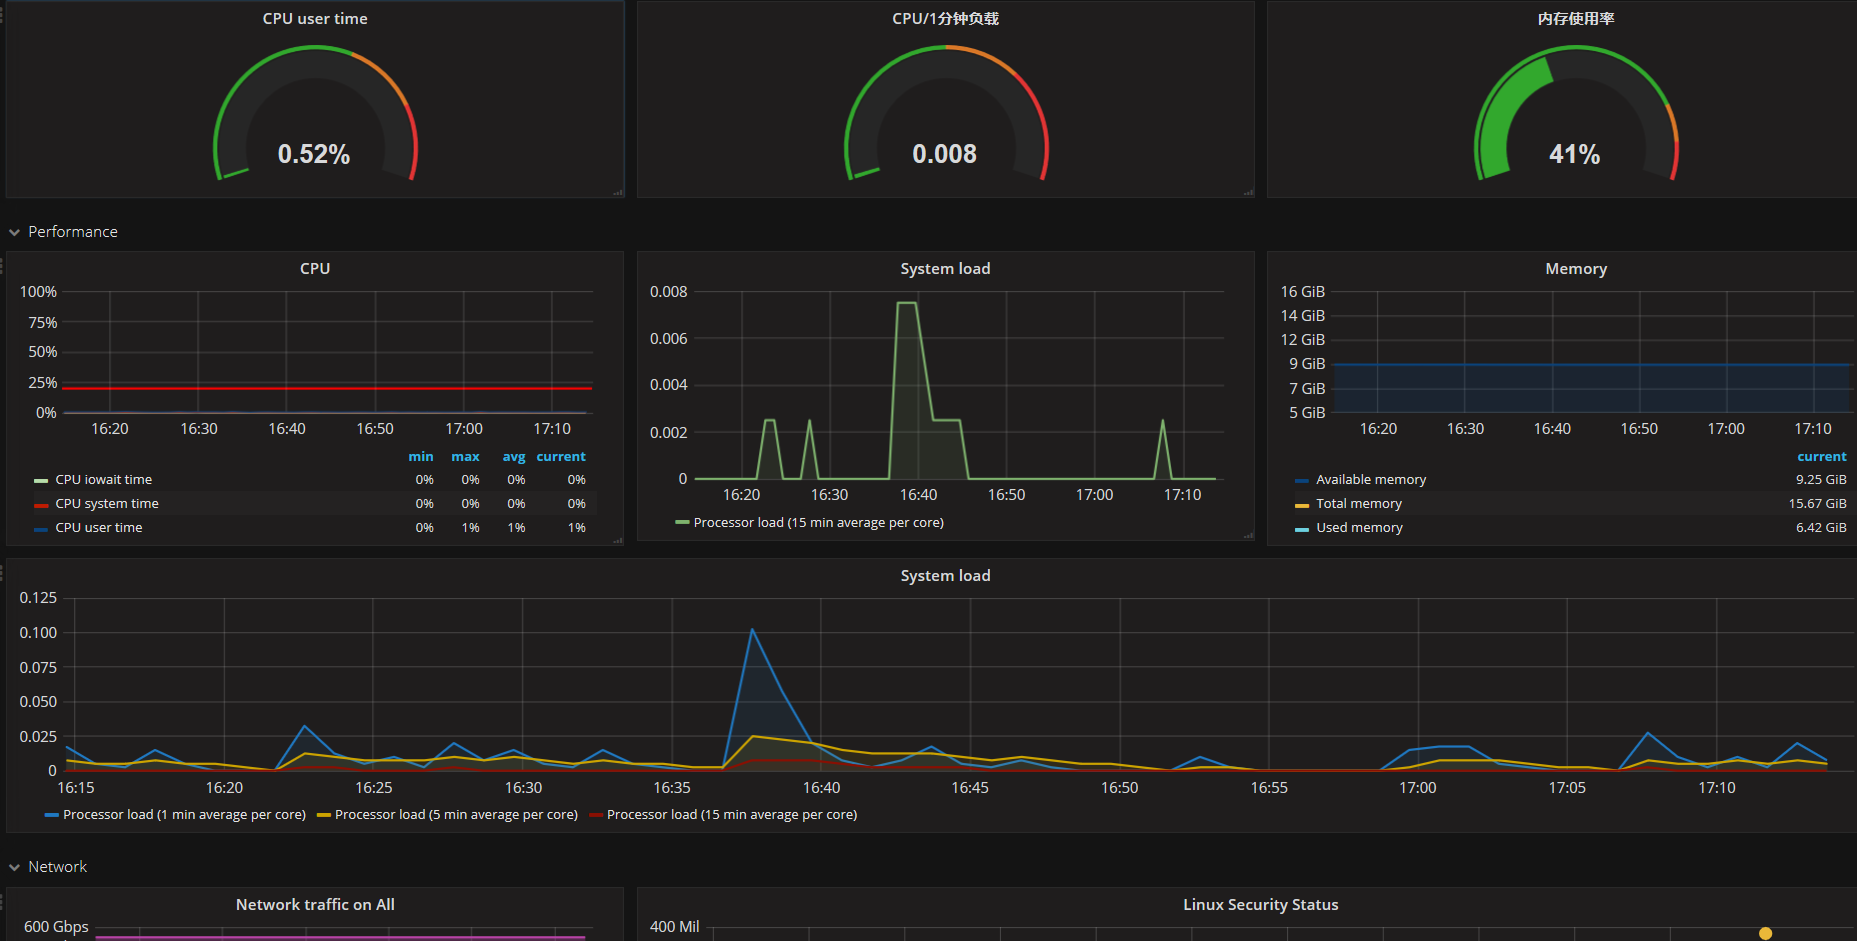 CPU user time
0.52%
CPU/1分钟负载
0.008
内存使用率
41%
Performance
CPU
100%
75%
50%
25%
0%
16:20 16:30 16:40 16:50 17:00 17:10
min max avg current
CPU iowait time 0% 0% 0% 0%
CPU system time 0% 0% 0% 0%
CPU user time 0% 1% 1% 1%
System load
0.008
0.006
0.004
0.002
0
16:20 16:30 16:40 16:50 17:00 17:10
Processor load (15 min average per core)
Memory
16 GiB
14 GiB
12 GiB
9 GiB
7 GiB
5 GiB
16:20 16:30 16:40 16:50 17:00 17:10
current
Available memory 9.25 GiB
Total memory 15.67 GiB
Used memory 6.42 GiB
System load
0.125
0.100
0.075
0.050
0.025
0
16:15 16:20 16:25 16:30 16:35 16:40 16:45 16:50 16:55 17:00 17:05 17:10
Processor load (1 min average per core) Processor load (5 min average per core) Processor load (15 min average per core)
Network
Network traffic on All
600 Gbps
Linux Security Status
400 Mil